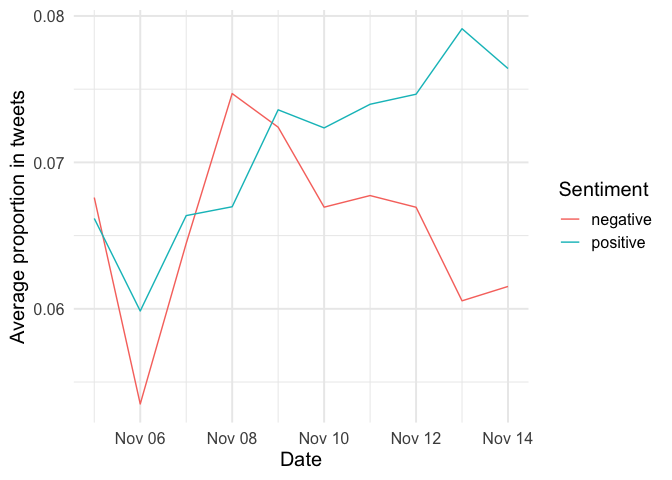 0.08
0.07
0.06
Average proportion in tweets
Nov 06 Nov 08 Nov 10 Nov 12 Nov 14
Date
Sentiment
negative
positive